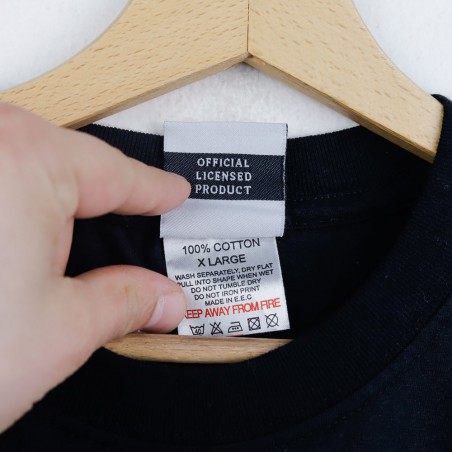 OFFICIAL
LICENSED
PRODUCT
100% COTTON
X LARGE
WASH SEPARATELY, DRY FLAT
PULL INTO SHAPE WHEN WET
DO NOT TUMBLE DRY
DO NOT IRON PRINT
MADE IN E.E.C.
KEEP AWAY FROM FIRE